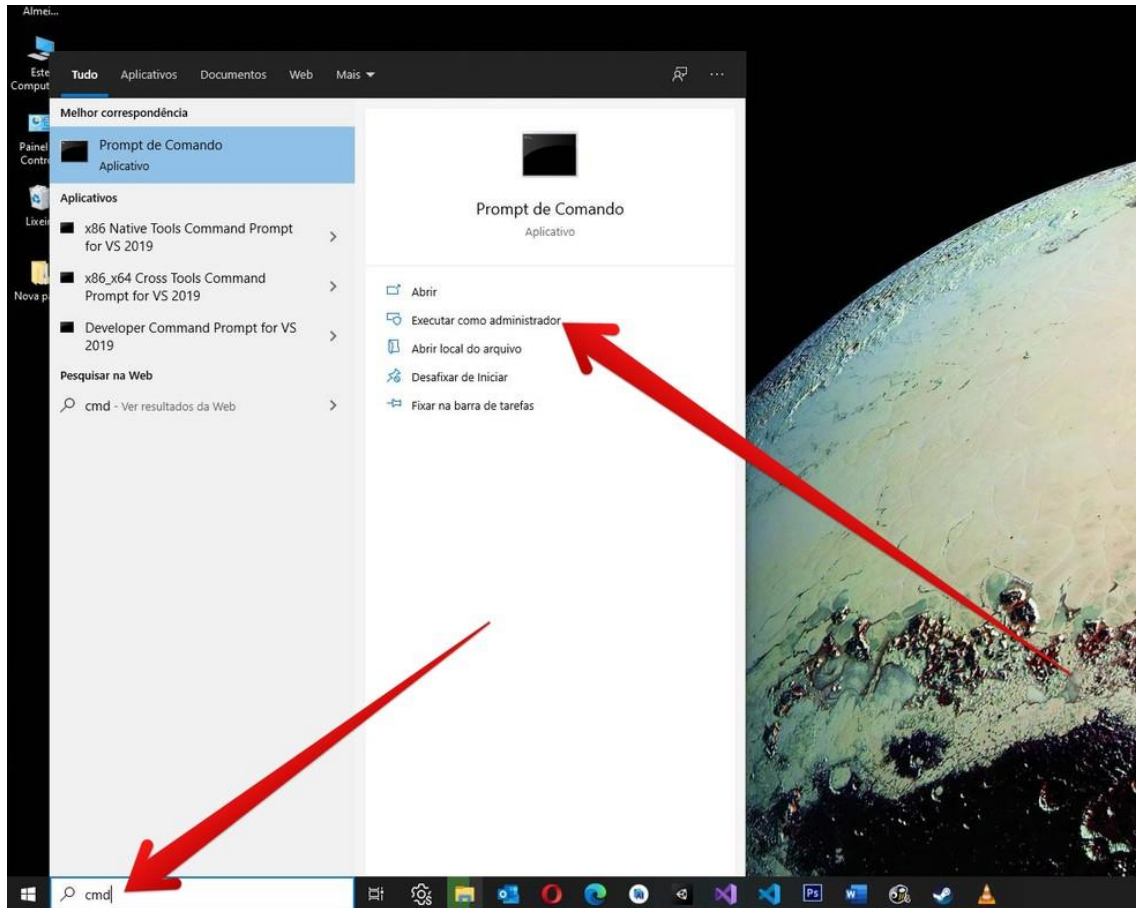 Almei...
Este
Comput
Painel
Contr
Lixei
Nova p
Tudo Aplicativos Documentos Web Mais
Melhor correspondência
Prompt de Comando
Aplicativo
Aplicativos
x86 Native Tools Command Prompt
for VS 2019
x86_x64 Cross Tools Command
Prompt for VS 2019
Developer Command Prompt for VS
2019
Pesquisar na Web
cmd - Ver resultados da Web
Prompt de Comando
Aplicativo
Abrir
Executar como administrador
Abrir local do arquivo
Desafixar de Iniciar
Fixar na barra de tarefas
cmd
Ps